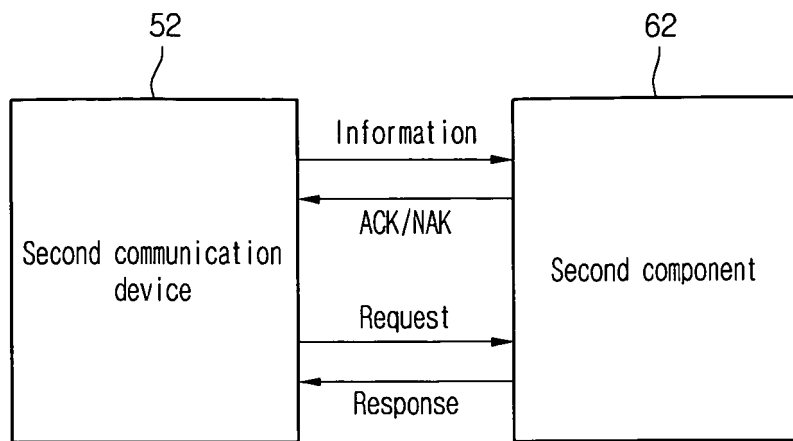 52
62
Information
ACK/NAK
Second communication
device
Second component
Request
Response